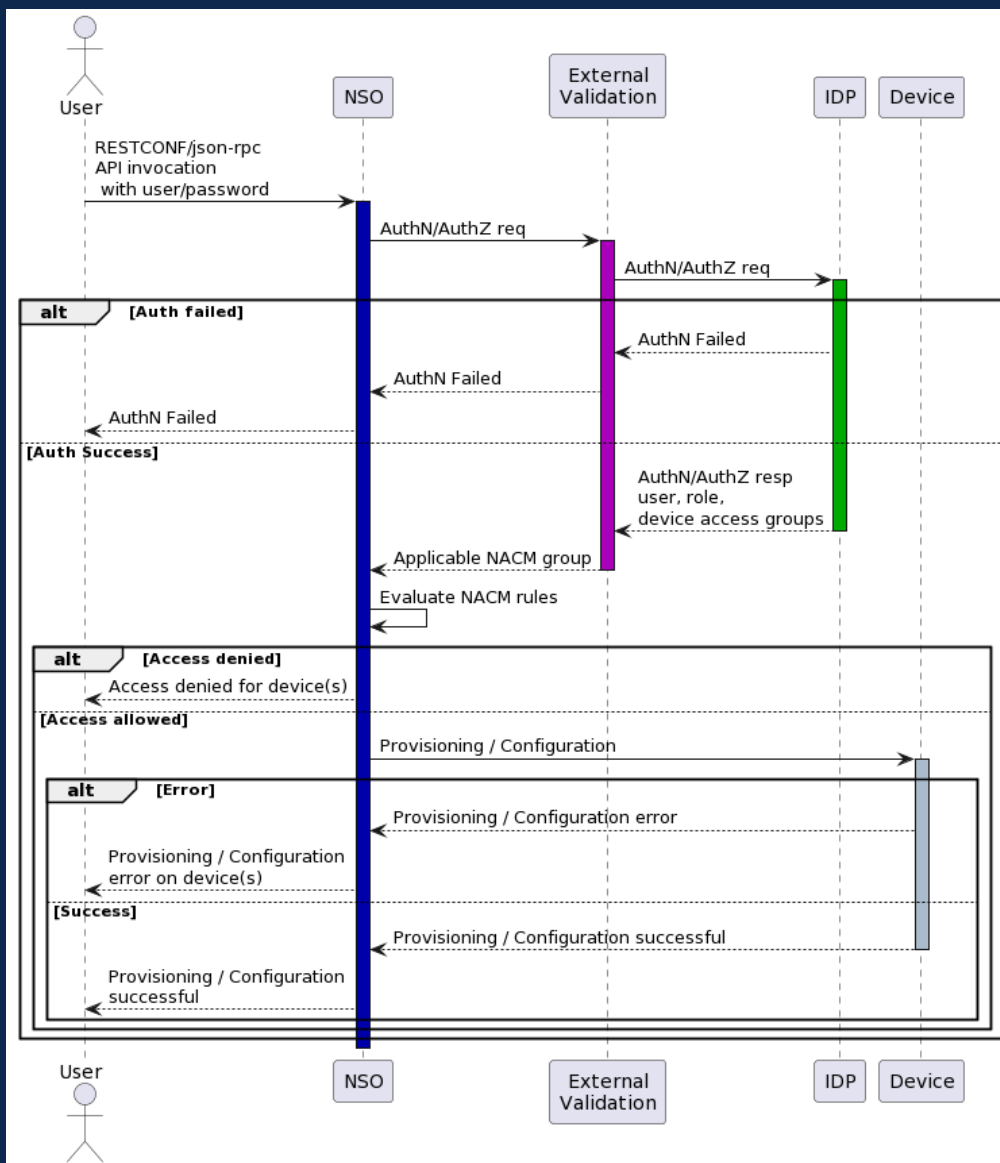 User
NSO
External
Validation
IDP
Device
RESTCONF/json-rpc
API invocation
with user/password
AuthN/AuthZ req
AuthN/AuthZ req
alt
[Auth failed]
AuthN Failed
AuthN Failed
AuthN Failed
[Auth Success]
AuthN/AuthZ resp
user, role,
device access groups
Applicable NACM group
Evaluate NACM rules
alt
[Access denied]
Access denied for device(s)
[Access allowed]
Provisioning / Configuration
alt
[Error]
Provisioning / Configuration error
Provisioning / Configuration
error on device(s)
[Success]
Provisioning / Configuration successful
Provisioning / Configuration
successful
User
NSO
External
Validation
IDP
Device